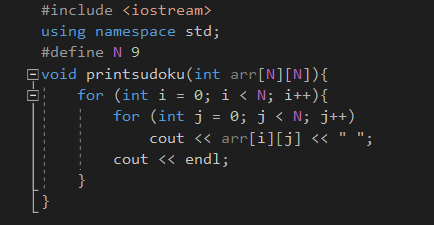 #include <iostream>
using namespace std;
#define N 9
void printsudoku(int arr[N][N]){
    for (int i = 0; i < N; i++){
        for (int j = 0; j < N; j++)
            cout << arr[i][j] << " ";
        cout << endl;
    }
}